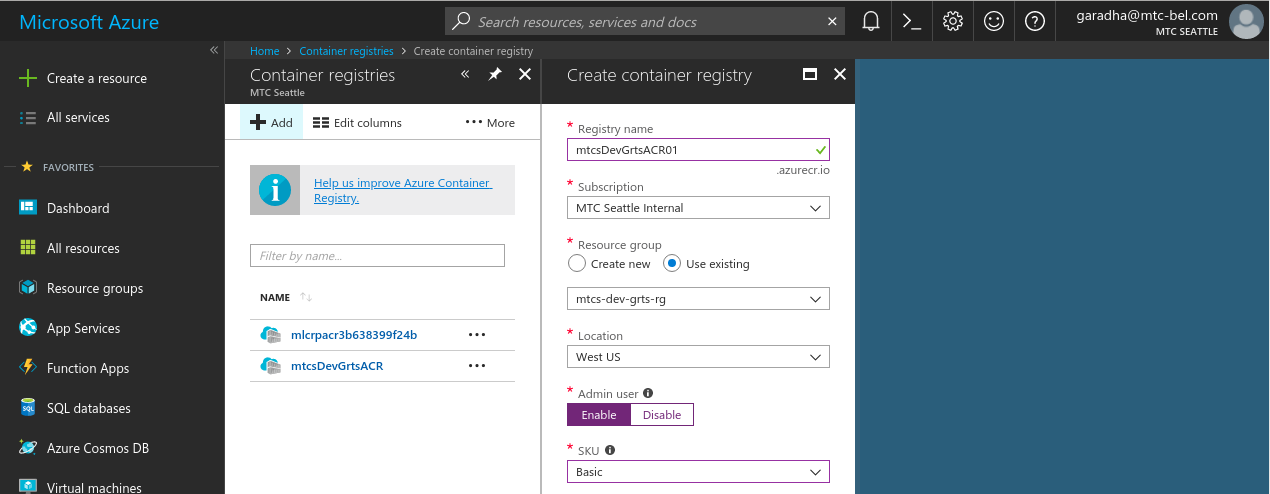 Microsoft Azure
Search resources, services and docs
garadha@mtc-bel.com
MTC SEATTLE
Home > Container registries > Create container registry
Create a resource
All services
FAVORITES
Dashboard
All resources
Resource groups
App Services
Function Apps
SQL databases
Azure Cosmos DB
Virtual machines
Container registries
MTC Seattle
Add
Edit columns
More
Help us improve Azure Container
Registry.
Filter by name...
NAME
mlcrpacr3b638399f24b
mtcsDevGrtsACR
Create container registry
* Registry name
mtcsDevGrtsACR01
.azurecr.io
* Subscription
MTC Seattle Internal
* Resource group
Create new Use existing
mtcs-dev-grts-rg
* Location
West US
* Admin user
Enable Disable
* SKU
Basic